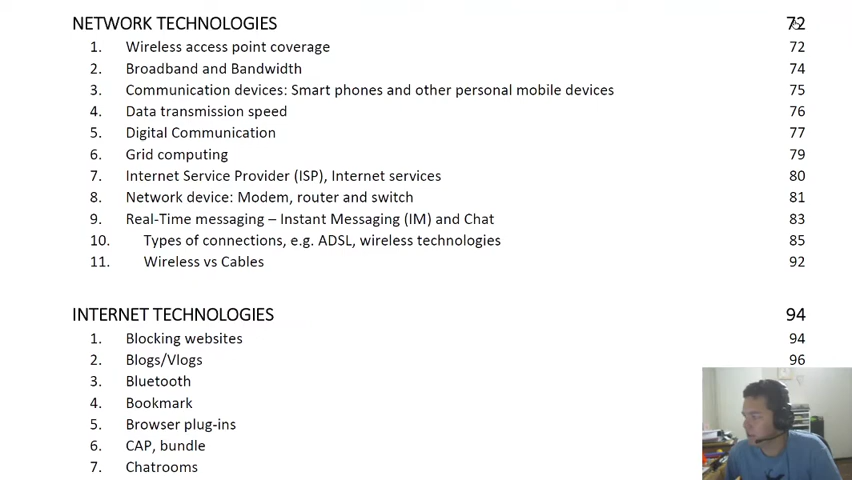 NETWORK TECHNOLOGIES 72
1. Wireless access point coverage 72
2. Broadband and Bandwidth 74
3. Communication devices: Smart phones and other personal mobile devices 75
4. Data transmission speed 76
5. Digital Communication 77
6. Grid computing 79
7. Internet Service Provider (ISP), Internet services 80
8. Network device: Modem, router and switch 81
9. Real-Time messaging – Instant Messaging (IM) and Chat 83
10. Types of connections, e.g. ADSL, wireless technologies 85
11. Wireless vs Cables 92
INTERNET TECHNOLOGIES 94
1. Blocking websites 94
2. Blogs/Vlogs 96
3. Bluetooth
4. Bookmark
5. Browser plug-ins
6. CAP, bundle
7. Chatrooms